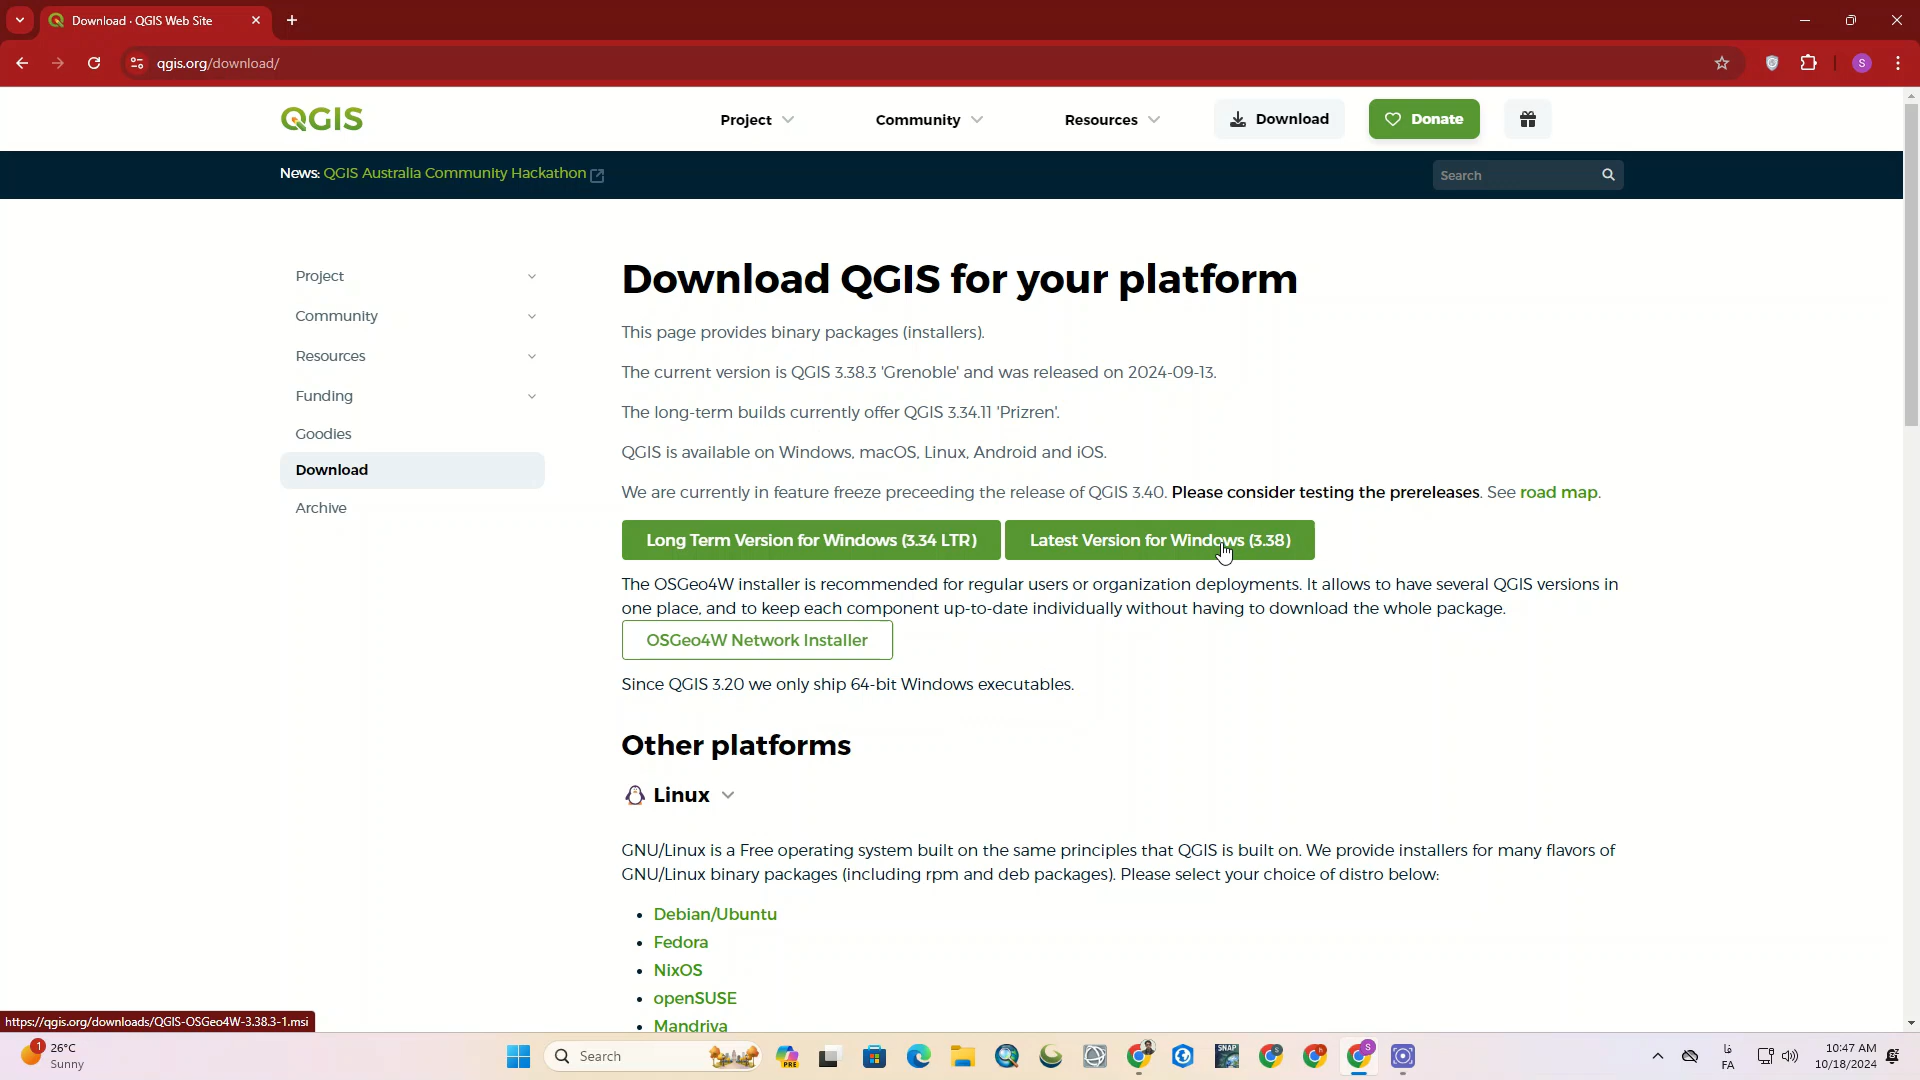 Download · QGIS Web Site
qgis.org/download/
S
QGIS
Project
Community
Resources
Download
Donate
News: QGIS Australia Community Hackathon
Search
Project
Community
Resources
Funding
Goodies
Download
Archive
Download QGIS for your platform
This page provides binary packages (installers).
The current version is QGIS 3.38.3 'Grenoble' and was released on 2024-09-13.
The long-term builds currently offer QGIS 3.34.11 'Prizren'.
QGIS is available on Windows, macOS, Linux, Android and iOS.
We are currently in feature freeze preceeding the release of QGIS 3.40. Please consider testing the prereleases. See road map.
Long Term Version for Windows (3.34 LTR)
Latest Version for Windows (3.38)
The OSGeo4W installer is recommended for regular users or organization deployments. It allows to have several QGIS versions in
one place, and to keep each component up-to-date individually without having to download the whole package.
OSGeo4W Network Installer
Since QGIS 3.20 we only ship 64-bit Windows executables.
Other platforms
Linux
GNU/Linux is a Free operating system built on the same principles that QGIS is built on. We provide installers for many flavors of
GNU/Linux binary packages (including rpm and deb packages). Please select your choice of distro below:
Debian/Ubuntu
Fedora
NixOS
openSUSE
Mandriva
https://qgis.org/downloads/QGIS-OSGeo4W-3.38.3-1.msi
1
26°C
Sunny
Search
PRE
SNAP
S
h
S
فا
FA
10:47 AM
10/18/2024